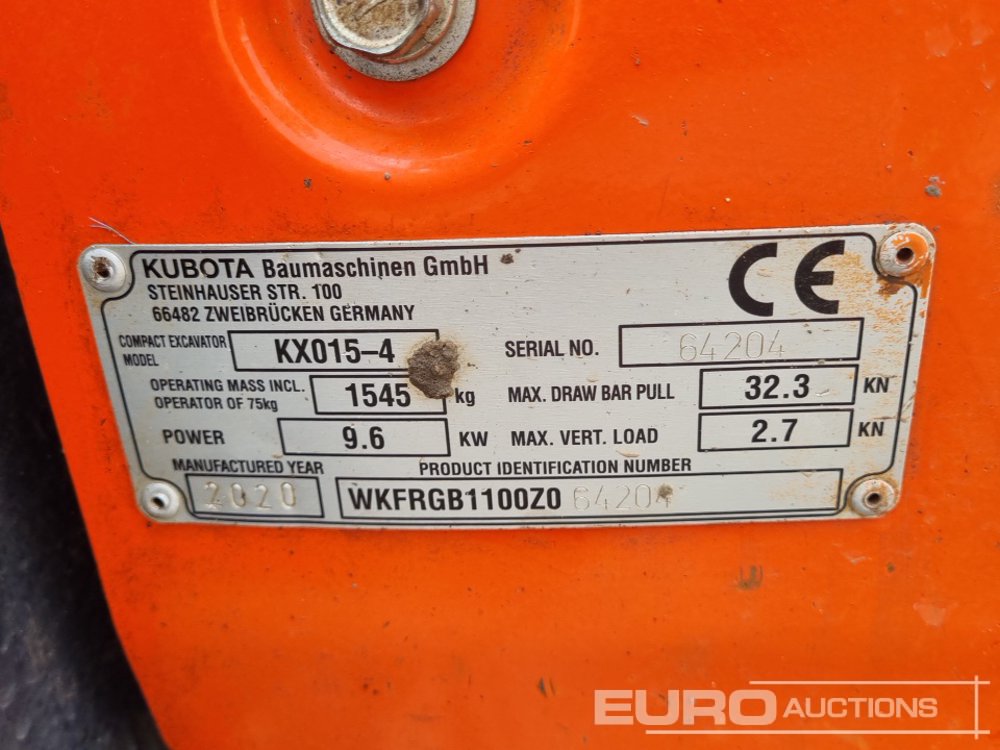 KUBOTA Baumaschinen GmbH
STEINHAUSER STR. 100
66482 ZWEIBRÜCKEN GERMANY
CE
COMPACT EXCAVATOR MODEL KX015-4
SERIAL NO. 64204
OPERATING MASS INCL. OPERATOR OF 75kg 1545 kg
MAX. DRAW BAR PULL 32.3 KN
POWER 9.6 KW
MAX. VERT. LOAD 2.7 KN
MANUFACTURED YEAR
PRODUCT IDENTIFICATION NUMBER
2020
WKFRGB1100Z064204
EURO AUCTIONS